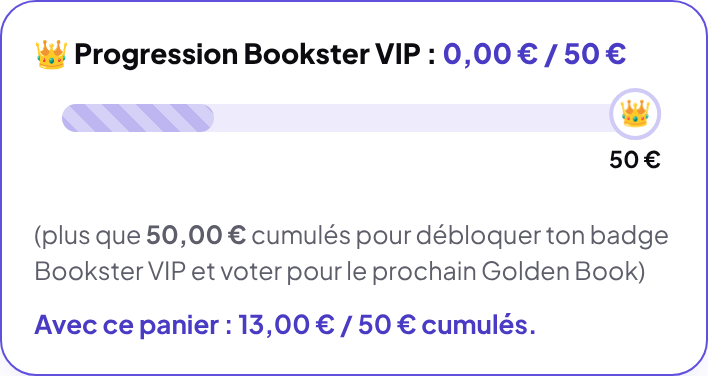 👑 Progression Bookster VIP : 0,00 € / 50 €
50 €
(plus que 50,00 € cumulés pour débloquer ton badge
Bookster VIP et voter pour le prochain Golden Book)
Avec ce panier : 13,00 € / 50 € cumulés.